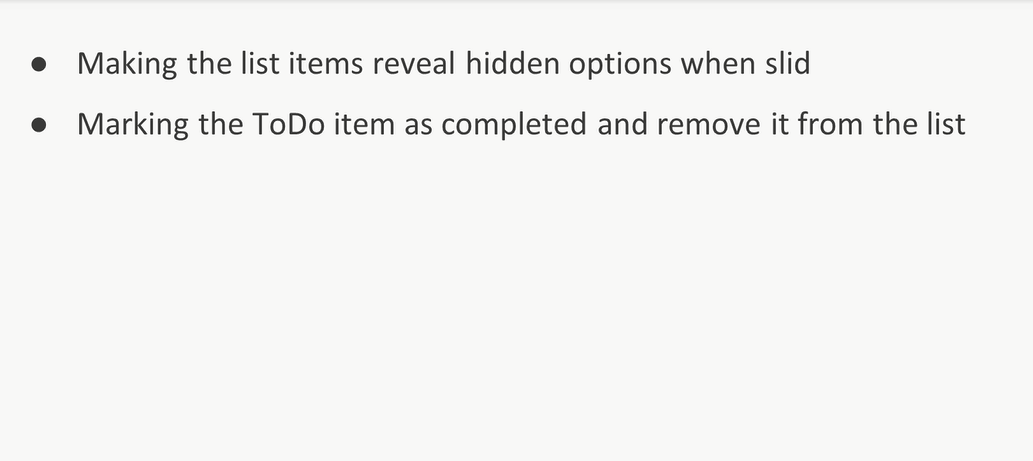 ● Making the list items reveal hidden options when slid
● Marking the ToDo item as completed and remove it from the list